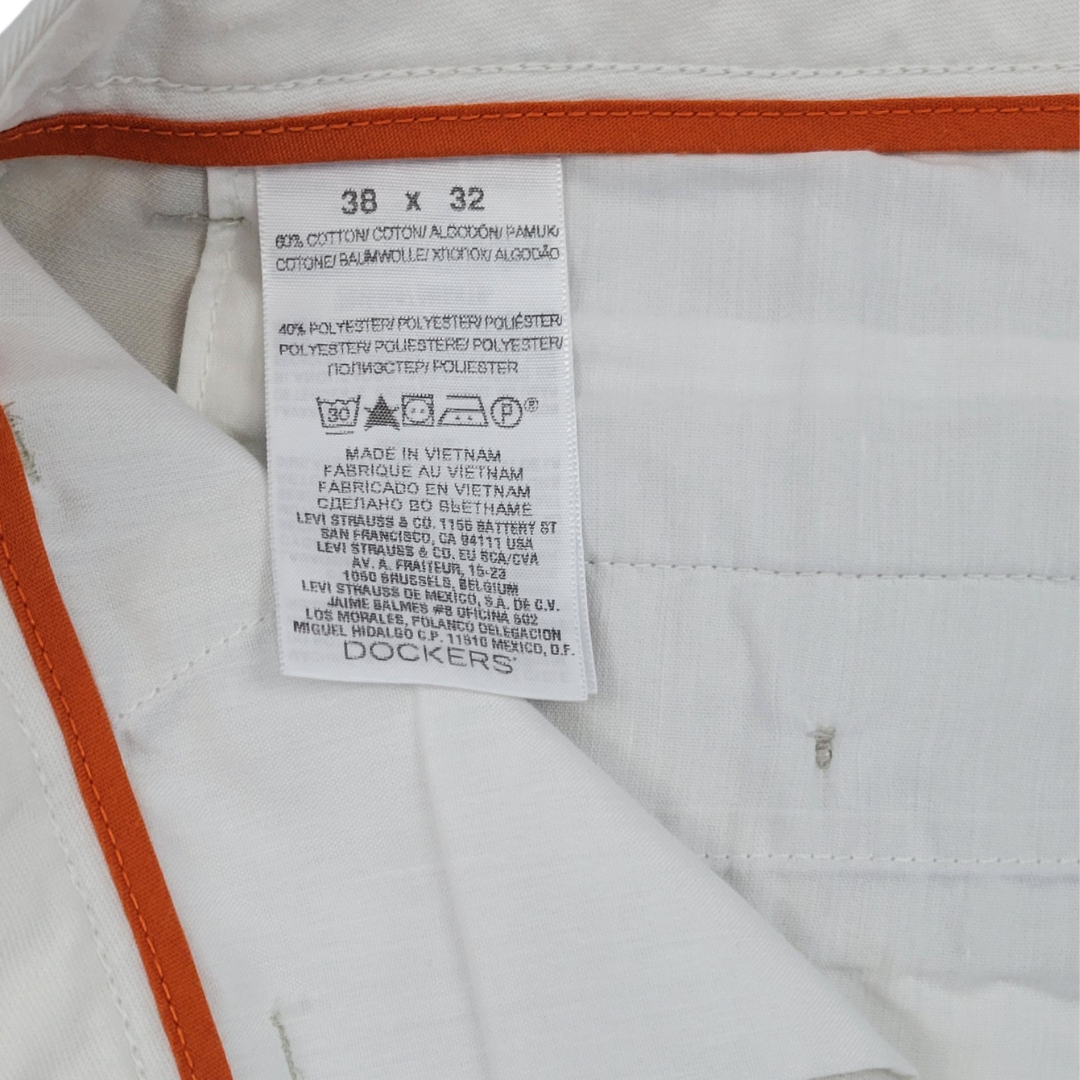 38 x 32
60% COTTON/ COTON/ ALGODÓN/ PAMUK/
COTONE/ BAUMWOLLE/ ХЛОПОК/ ALGODÃO
40% POLYESTER/ POLYESTER/ POLIÉSTER/
POLYESTER/ POLIESTERE/ POLYESTER/
ПОЛИЭСТЕР/ POLIESTER
30 P®
MADE IN VIETNAM
FABRIQUE AU VIETNAM
FABRICADO EN VIETNAM
СДЕЛАНО ВО ВЬЕТНАМЕ
LEVI STRAUSS & CO. 1155 BATTERY ST
SAN FRANCISCO, CA 94111 USA
LEVI STRAUSS & CO. EU SCA/CVA
AV. A. FRAITEUR, 15-23
1050 BRUSSELS, BELGIUM
LEVI STRAUSS DE MEXICO, S.A. DE C.V.
JAIME BALMES #8 OFICINA 602
LOS MORALES, POLANCO DELEGACION
MIGUEL HIDALGO C.P. 11510 MEXICO, D.F.
DOCKERS®